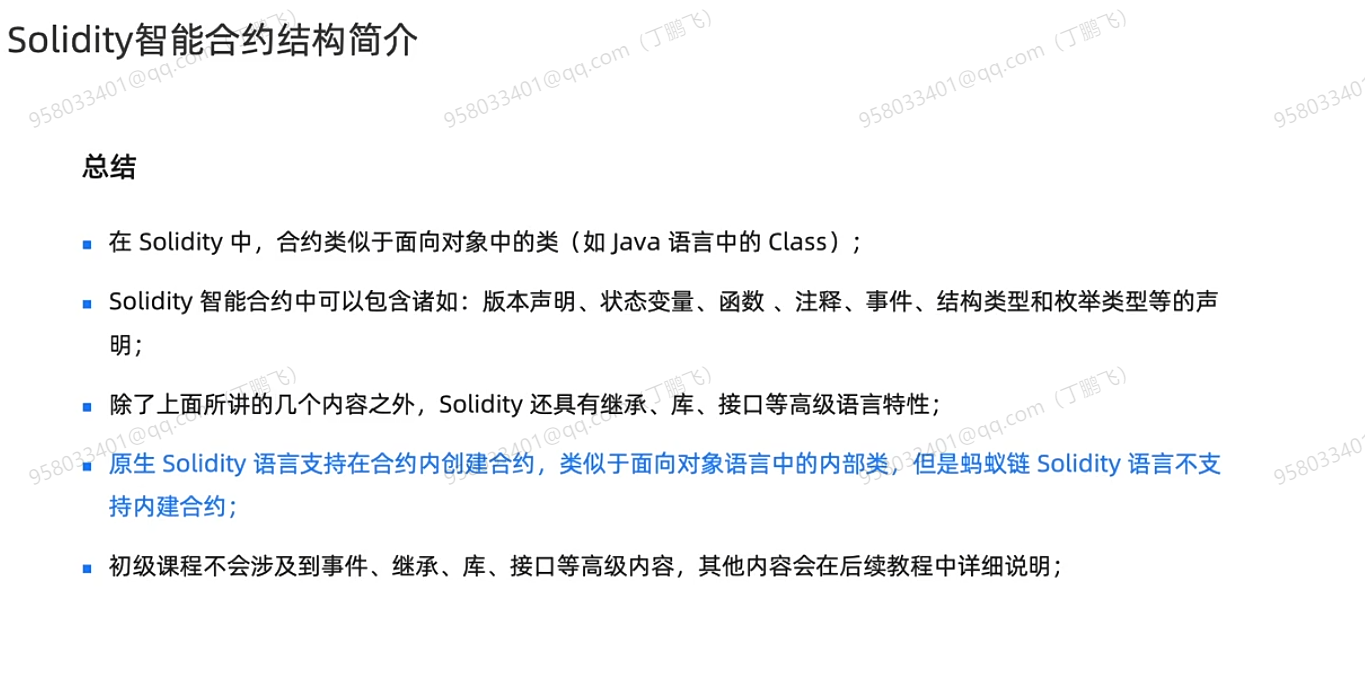 Solidity智能合约结构简介
958033401@qq.com（丁鹏飞）
958033401@qq.com（丁鹏飞）
958033401@qq.com（丁鹏飞）
958033401
总结
在 Solidity 中，合约类似于面向对象中的类（如 Java 语言中的 Class）;
Solidity 智能合约中可以包含诸如：版本声明、状态变量、函数 、注释、事件、结构类型和枚举类型等的声
明；
除了上面所讲的几个内容之外，Solidity 还具有继承、库、接口等高级语言特性；
958033401@qq.com（丁鹏飞）
958033401@qq.com（丁鹏飞）
958033401@qq.com（丁鹏飞）
958033401
原生 Solidity 语言支持在合约内创建合约，类似于面向对象语言中的内部类，但是蚂蚁链 Solidity 语言不支
持内建合约；
初级课程不会涉及到事件、继承、库、接口等高级内容，其他内容会在后续教程中详细说明；